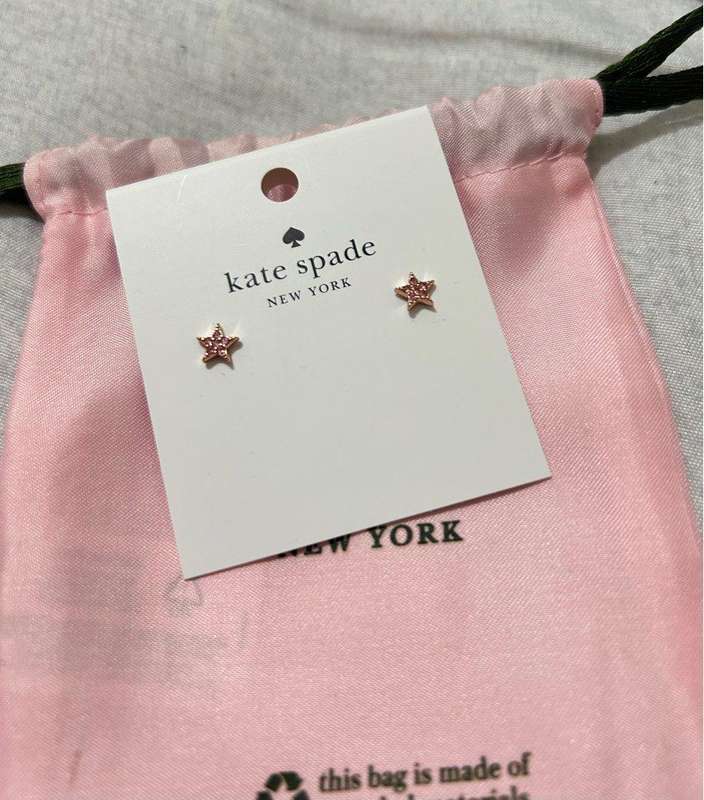 kate spade
NEW YORK
NEW YORK
this bag is made of